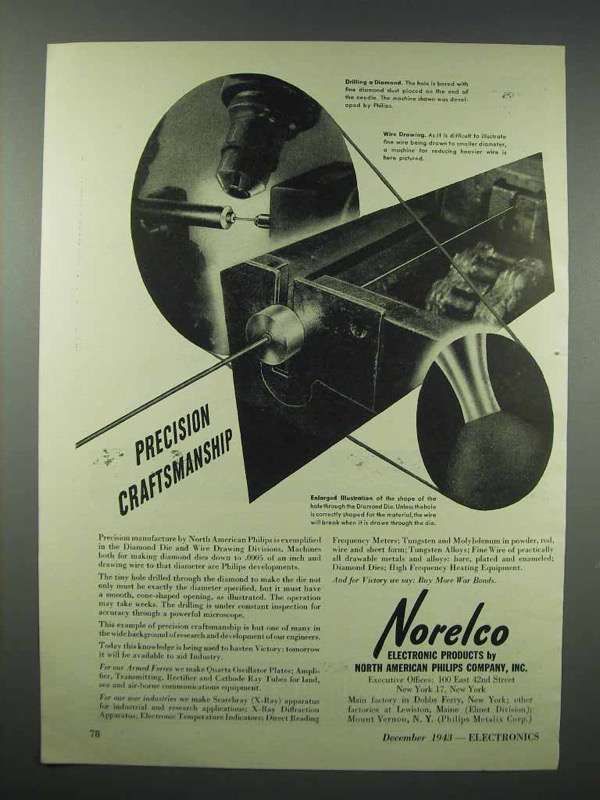 Drilling a Diamond. The hole is bored with
fine diamond dust placed on the end of
the needle. The machine shown was devel-
oped by Philips.
Wire Drawing. As it is difficult to illustrate
fine wire being drawn to smaller diameter,
a machine for reducing heavier wire is
here pictured.
PRECISION
CRAFTSMANSHIP
Enlarged Illustration of the shape of the
hole through the Diamond Die. Unless the hole
is correctly shaped for the material, the wire
will break when it is drawn through the die.
Precision manufacture by North American Philips is exemplified
in the Diamond Die and Wire Drawing Divisions. Machines
both for making diamond dies down to .0005 of an inch and
drawing wire to that diameter are Philips developments.
The tiny hole drilled through the diamond to make the die not
only must be exactly the diameter specified, but it must have
a smooth, cone-shaped opening, as illustrated. The operation
may take weeks. The drilling is under constant inspection for
accuracy through a powerful microscope.
This example of precision craftsmanship is but one of many in
the wide background of research and development of our engineers.
Today this knowledge is being used to hasten Victory; tomorrow
it will be available to aid Industry.
For our Armed Forces we make Quartz Oscillator Plates; Ampli-
fier, Transmitting, Rectifier and Cathode Ray Tubes for land,
sea and air-borne communications equipment.
For our war industries we make Searchray (X-Ray) apparatus
for industrial and research applications; X-Ray Diffraction
Apparatus; Electronic Temperature Indicators; Direct Reading
Frequency Meters; Tungsten and Molybdenum in powder, rod,
wire and sheet form; Tungsten Alloys; Fine Wire of practically
all drawable metals and alloys: bare, plated and enameled;
Diamond Dies; High Frequency Heating Equipment.
And for Victory we say: Buy More War Bonds.
Norelco
ELECTRONIC PRODUCTS by
NORTH AMERICAN PHILIPS COMPANY, INC.
Executive Offices: 100 East 42nd Street
New York 17, New York
Main factory in Dobbs Ferry, New York; other
factories at Lewiston, Maine (Elmet Division);
Mount Vernon, N. Y. (Philips Metalix Corp.)
78
December 1943 — ELECTRONICS